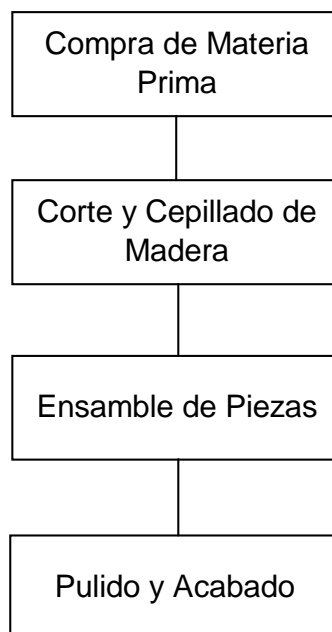 Compra de Materia
Prima
Corte y Cepillado de
Madera
Ensamble de Piezas
Pulido y Acabado